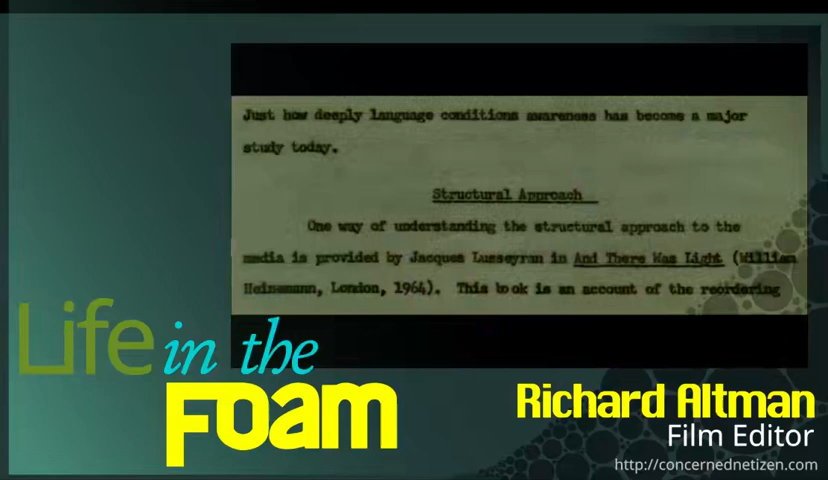 Just how deeply language conditions awareness has become a major
study today.
Structural Approach
One way of understanding the structural approach to the
media is provided by Jacques Lusseyran in And There Was Light (William
Heinemann, London, 1964). This book is an account of the reordering
Life in the
Foam
Richard Altman
Film Editor
http://concernednetizen.com